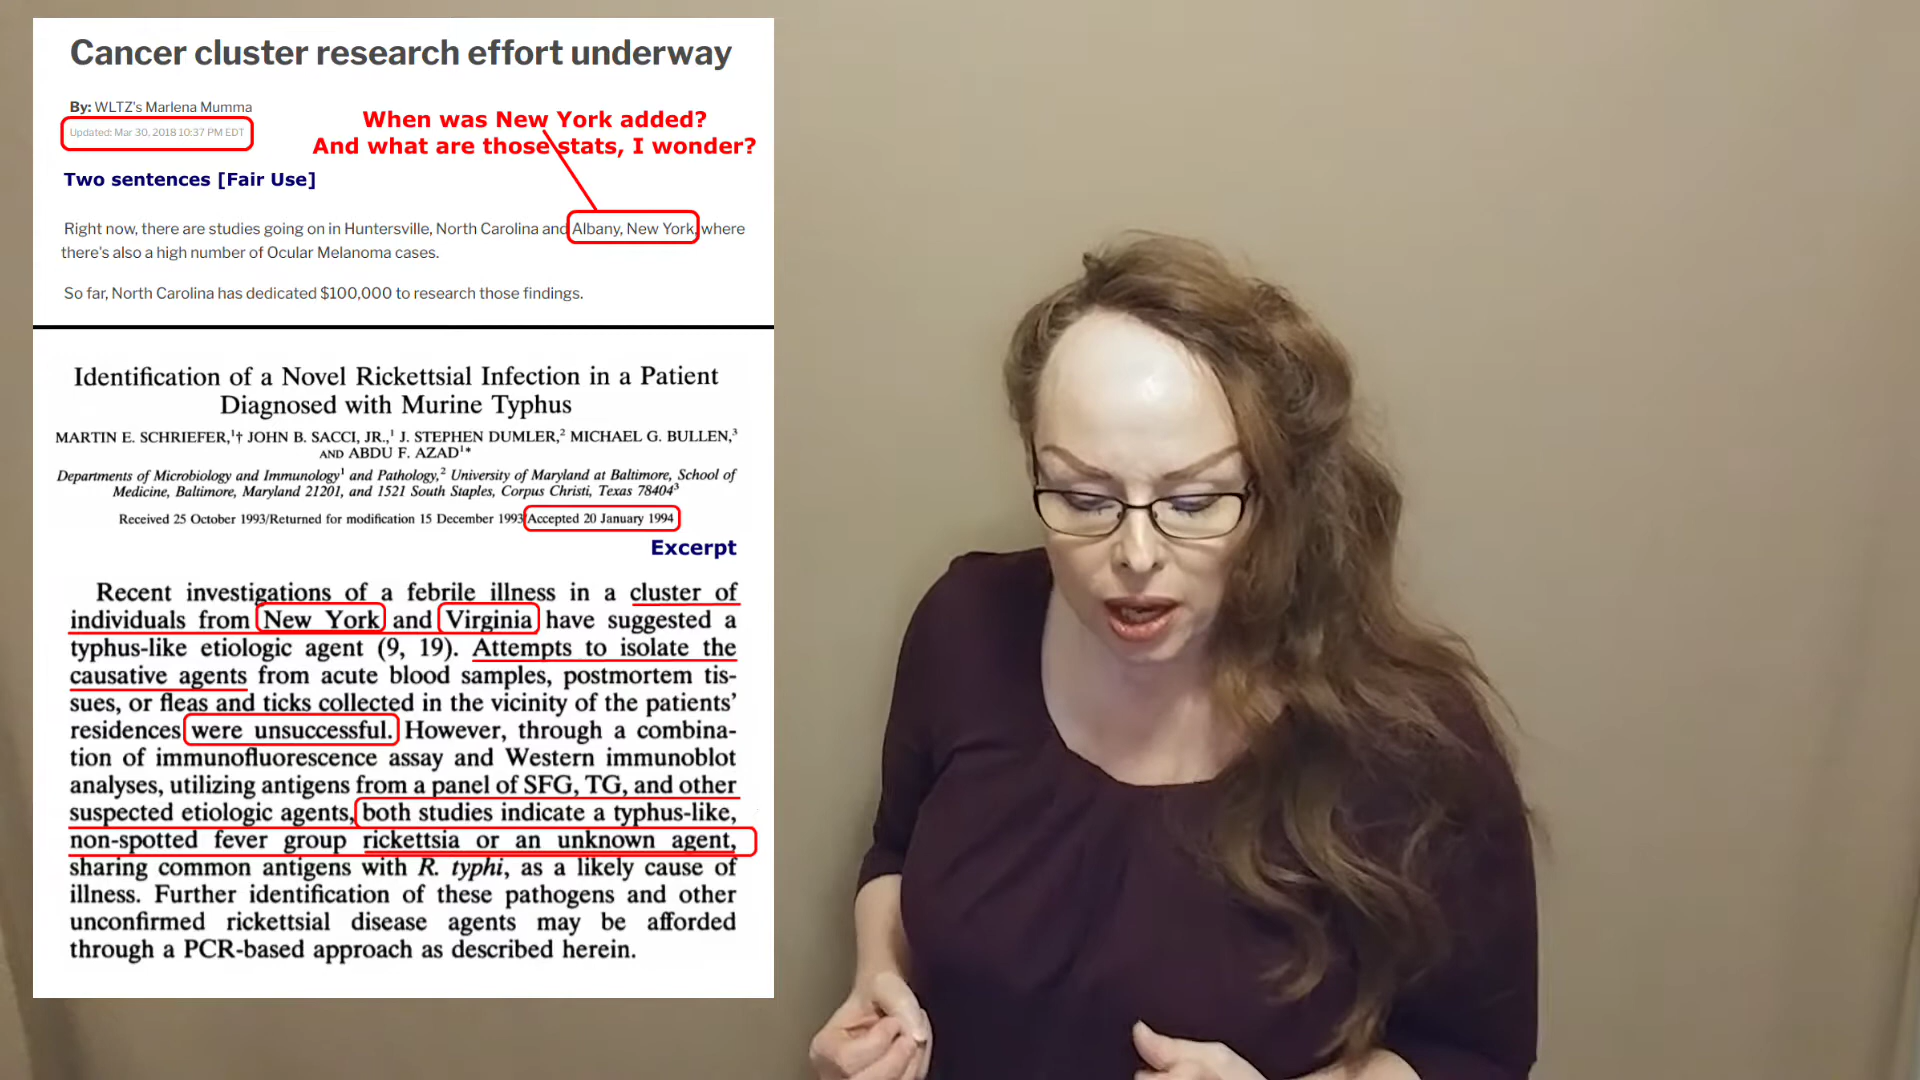 Cancer cluster research effort underway
By: WLTZ's Marlena Mumma
Updated: Mar 30, 2018 10:37 PM EDT
When was New York added?
And what are those stats, I wonder?
Two sentences [Fair Use]
Right now, there are studies going on in Huntersville, North Carolina and Albany, New York, where
there's also a high number of Ocular Melanoma cases.
So far, North Carolina has dedicated $100,000 to research those findings.
Identification of a Novel Rickettsial Infection in a Patient
Diagnosed with Murine Typhus
MARTIN E. SCHRIEFER,¹† JOHN B. SACCI, JR.,¹ J. STEPHEN DUMLER,² MICHAEL G. BULLEN,³
AND ABDU F. AZAD¹*
Departments of Microbiology and Immunology¹ and Pathology,² University of Maryland at Baltimore, School of
Medicine, Baltimore, Maryland 21201, and 1521 South Staples, Corpus Christi, Texas 78404³
Received 25 October 1993/Returned for modification 15 December 1993/Accepted 20 January 1994
Excerpt
Recent investigations of a febrile illness in a cluster of
individuals from New York and Virginia have suggested a
typhus-like etiologic agent (9, 19). Attempts to isolate the
causative agents from acute blood samples, postmortem tis-
sues, or fleas and ticks collected in the vicinity of the patients'
residences were unsuccessful. However, through a combina-
tion of immunofluorescence assay and Western immunoblot
analyses, utilizing antigens from a panel of SFG, TG, and other
suspected etiologic agents, both studies indicate a typhus-like,
non-spotted fever group rickettsia or an unknown agent,
sharing common antigens with R. typhi, as a likely cause of
illness. Further identification of these pathogens and other
unconfirmed rickettsial disease agents may be afforded
through a PCR-based approach as described herein.